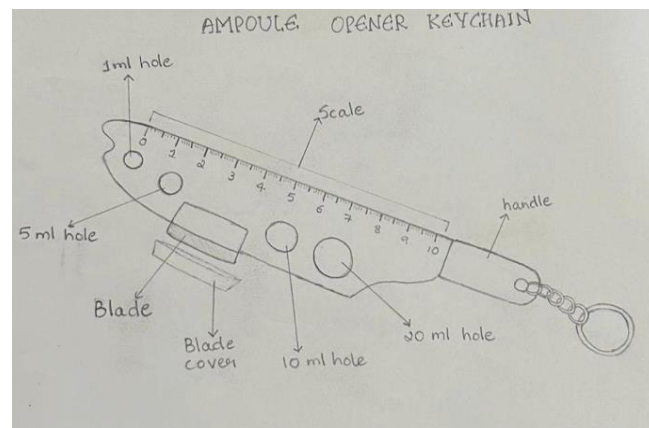 AMPOULE OPENER KEYCHAIN
1ml hole
Scale
0 1 2 3 4 5 6 7 8 9 10
handle
5 ml hole
Blade
Blade
cover
10 ml hole
20 ml hole